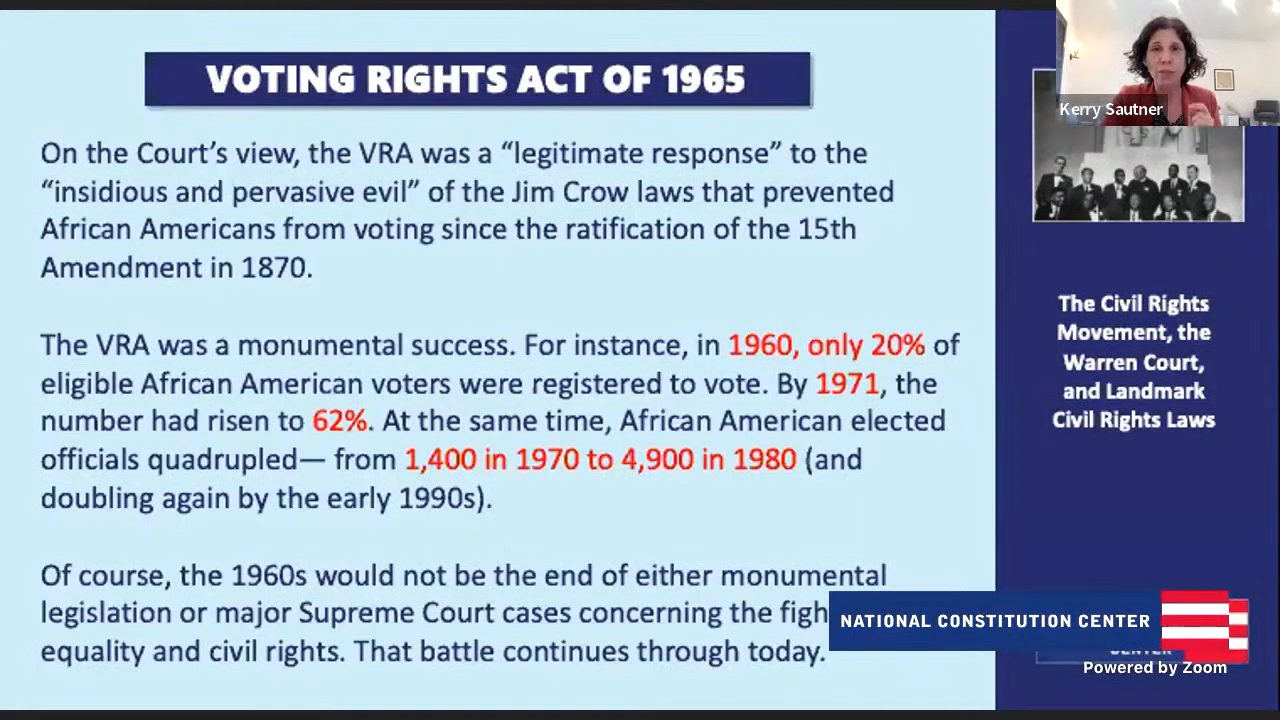 VOTING RIGHTS ACT OF 1965
On the Court’s view, the VRA was a “legitimate response” to the
“insidious and pervasive evil” of the Jim Crow laws that prevented
African Americans from voting since the ratification of the 15th
Amendment in 1870.
The VRA was a monumental success. For instance, in 1960, only 20% of
eligible African American voters were registered to vote. By 1971, the
number had risen to 62%. At the same time, African American elected
officials quadrupled— from 1,400 in 1970 to 4,900 in 1980 (and
doubling again by the early 1990s).
Of course, the 1960s would not be the end of either monumental
legislation or major Supreme Court cases concerning the
equality and civil rights. That battle continues through today.
Kerry Sautner
The Civil Rights
Movement, the
Warren Court,
and Landmark
Civil Rights Laws
NATIONAL CONSTITUTION CENTER
Powered by Zoom